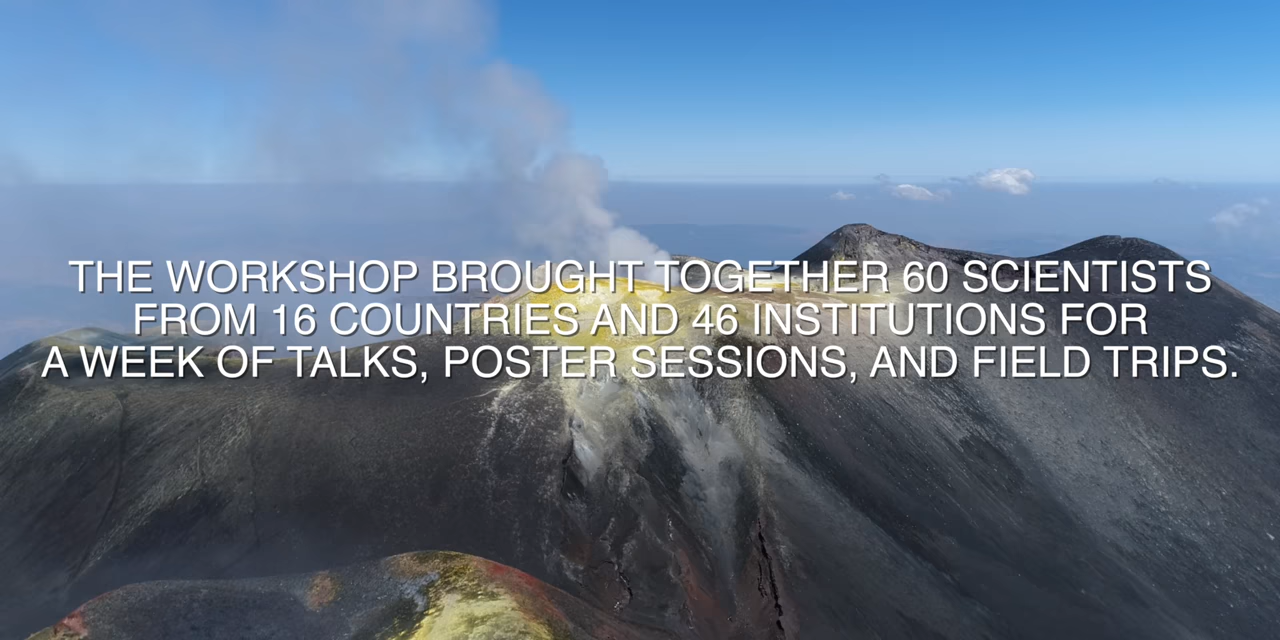 THE WORKSHOP BROUGHT TOGETHER 60 SCIENTISTS
FROM 16 COUNTRIES AND 46 INSTITUTIONS FOR
A WEEK OF TALKS, POSTER SESSIONS, AND FIELD TRIPS.